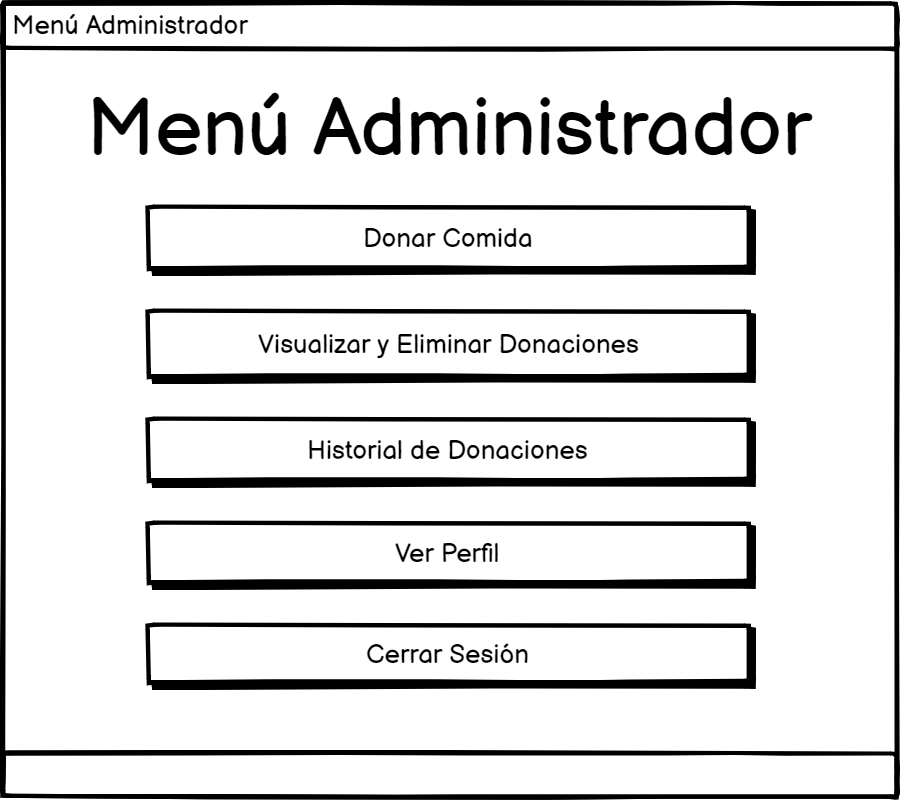 Menú Administrador
Menú Administrador
Donar Comida
Visualizar y Eliminar Donaciones
Historial de Donaciones
Ver Perfil
Cerrar Sesión